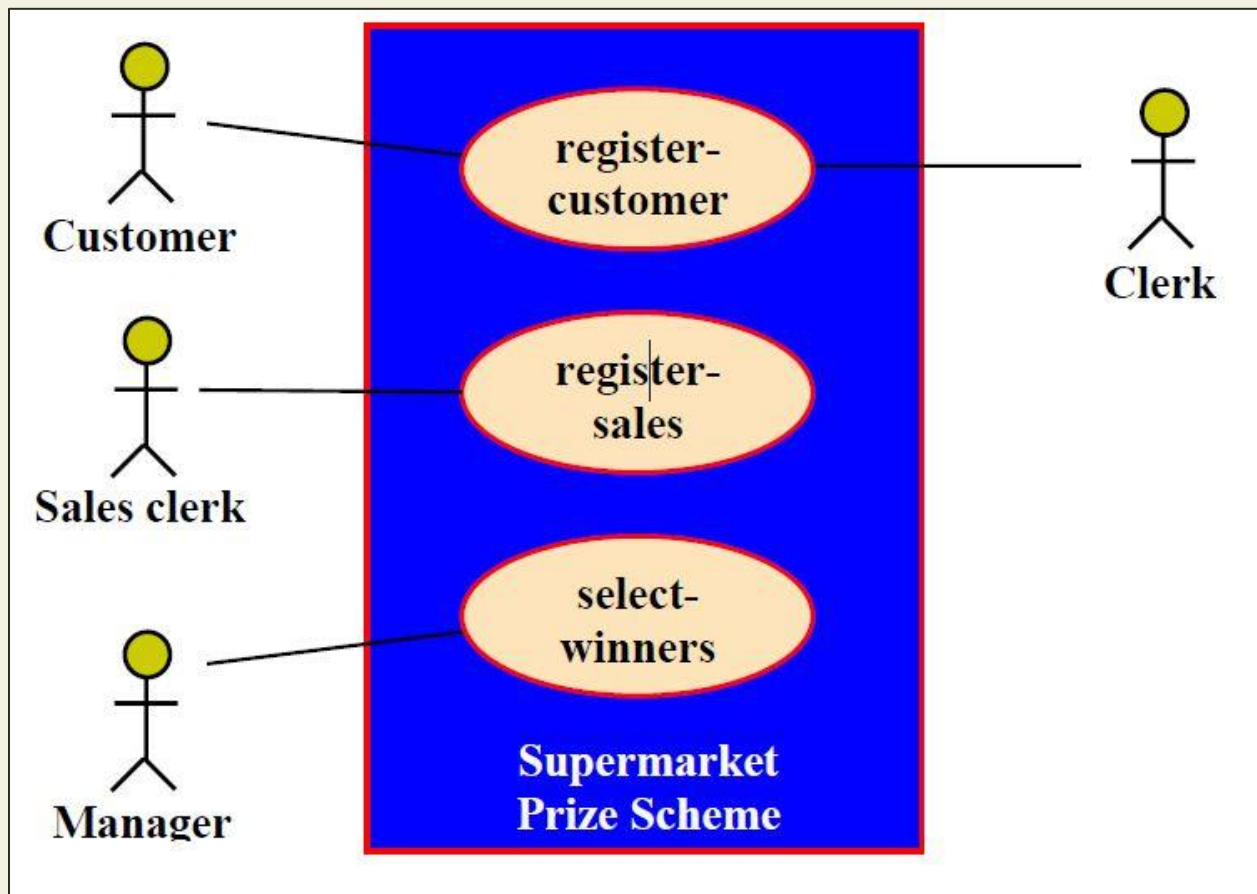 register-
customer
Customer
Clerk
register-
sales
Sales clerk
select-
winners
Supermarket
Prize Scheme
Manager